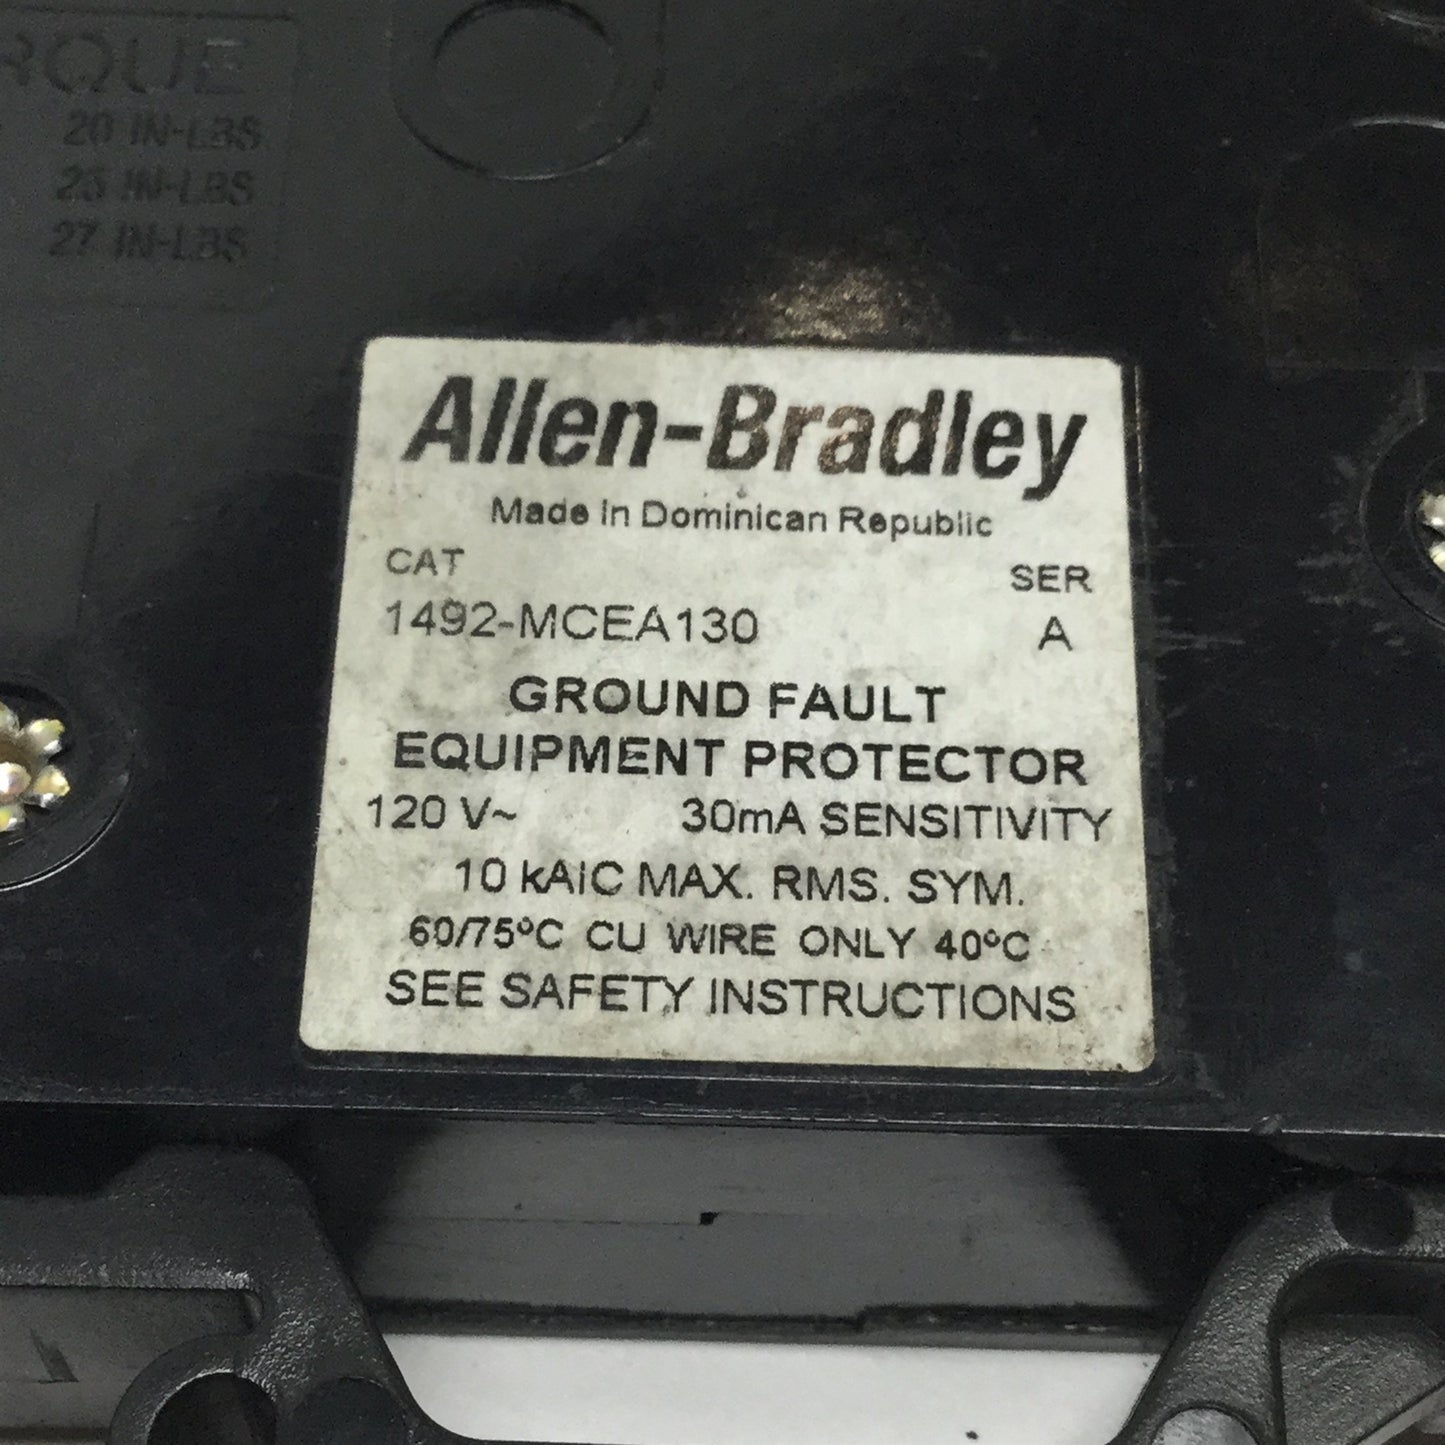 20 IN-LBS
25 IN-LBS
27 IN-LBS
Allen-Bradley
Made in Dominican Republic
CAT SER
1492-MCEA130 A
GROUND FAULT
EQUIPMENT PROTECTOR
120 V~ 30mA SENSITIVITY
10 kAIC MAX. RMS. SYM.
60/75ºC CU WIRE ONLY 40ºC
SEE SAFETY INSTRUCTIONS